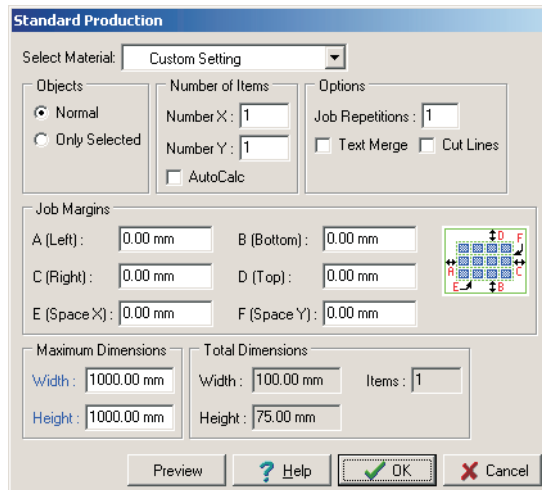 Standard Production
Select Material: Custom Setting
Objects
Normal
Only Selected
Number of Items
Number X : 1
Number Y : 1
AutoCalc
Options
Job Repetitions : 1
Text Merge Cut Lines
Job Margins
A (Left) : 0.00 mm B (Bottom) : 0.00 mm
C (Right) : 0.00 mm D (Top) : 0.00 mm
E (Space X) : 0.00 mm F (Space Y) : 0.00 mm
D F
A C
E B
Maximum Dimensions
Width : 1000.00 mm
Height : 1000.00 mm
Total Dimensions
Width : 100.00 mm Items : 1
Height : 75.00 mm
Preview ? Help OK Cancel